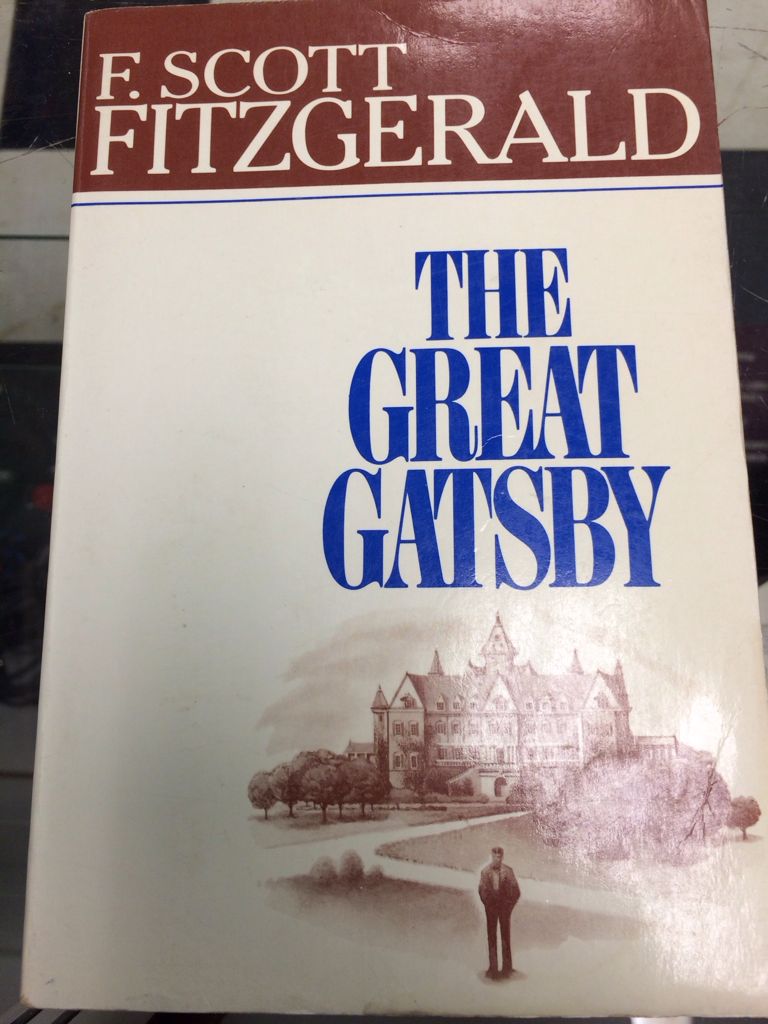 F. SCOTT
FITZGERALD
THE
GREAT
GATSBY